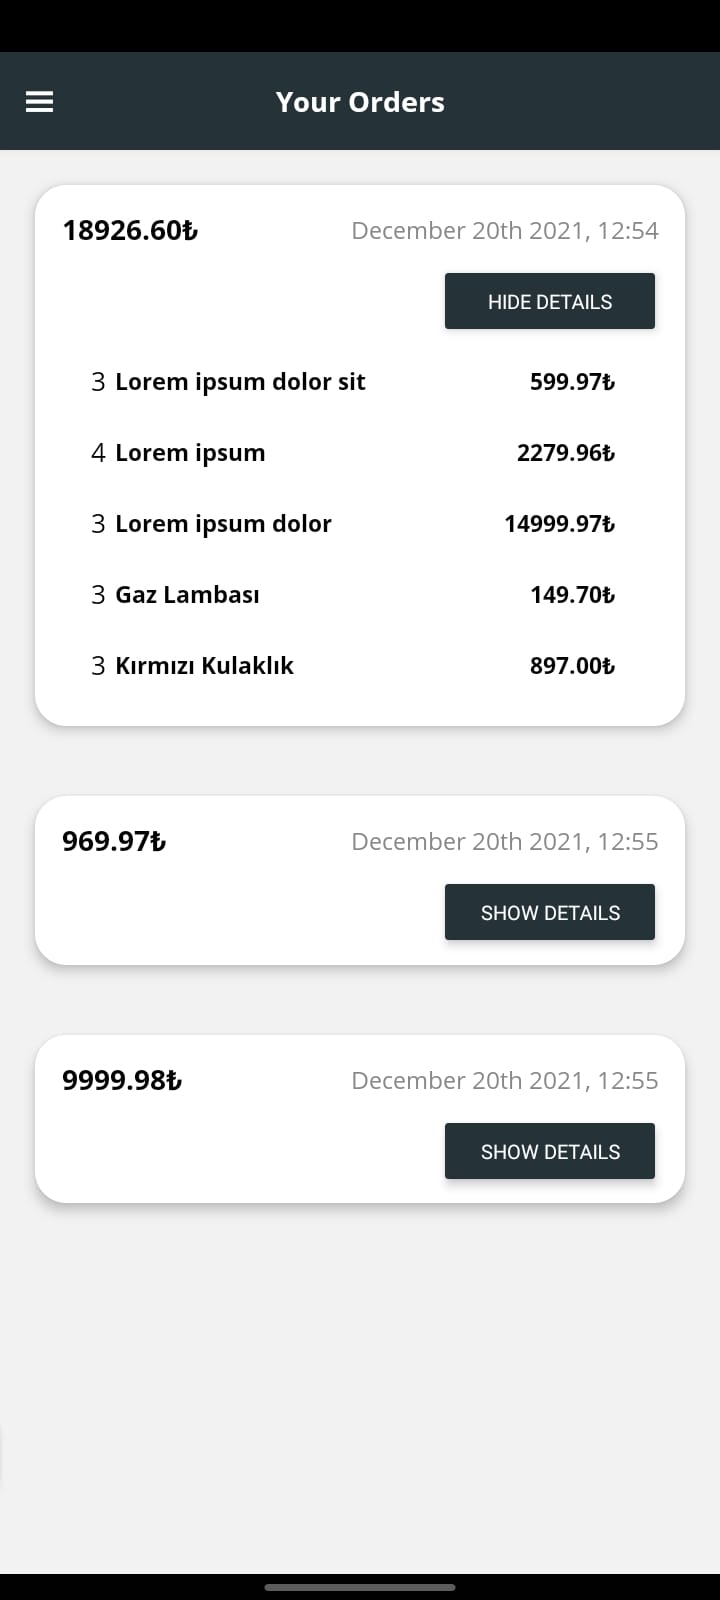 Your Orders
18926.60₺ December 20th 2021, 12:54
HIDE DETAILS
3 Lorem ipsum dolor sit 599.97₺
4 Lorem ipsum 2279.96₺
3 Lorem ipsum dolor 14999.97₺
3 Gaz Lambası 149.70₺
3 Kırmızı Kulaklık 897.00₺
969.97₺ December 20th 2021, 12:55
SHOW DETAILS
9999.98₺ December 20th 2021, 12:55
SHOW DETAILS